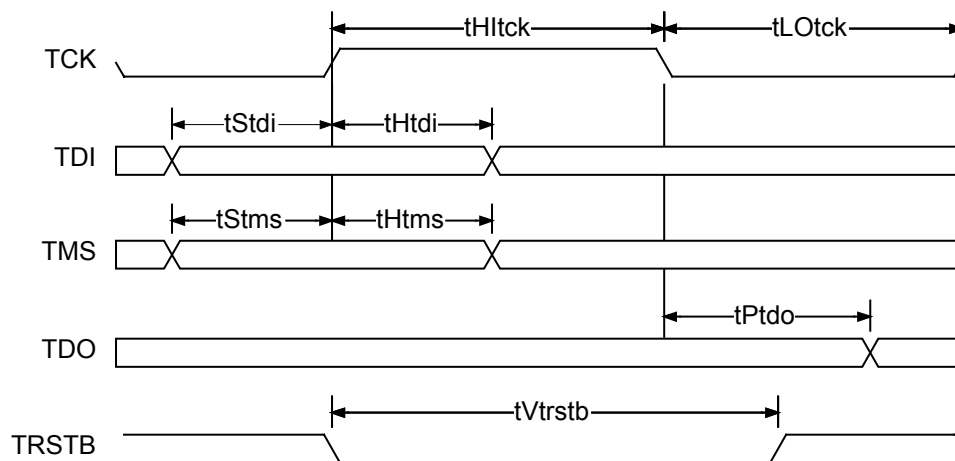 tHItck tLOtck
TCK
tStdi tHtdi
TDI
tStms tHtms
TMS
tPtdo
TDO
tVtrstb
TRSTB